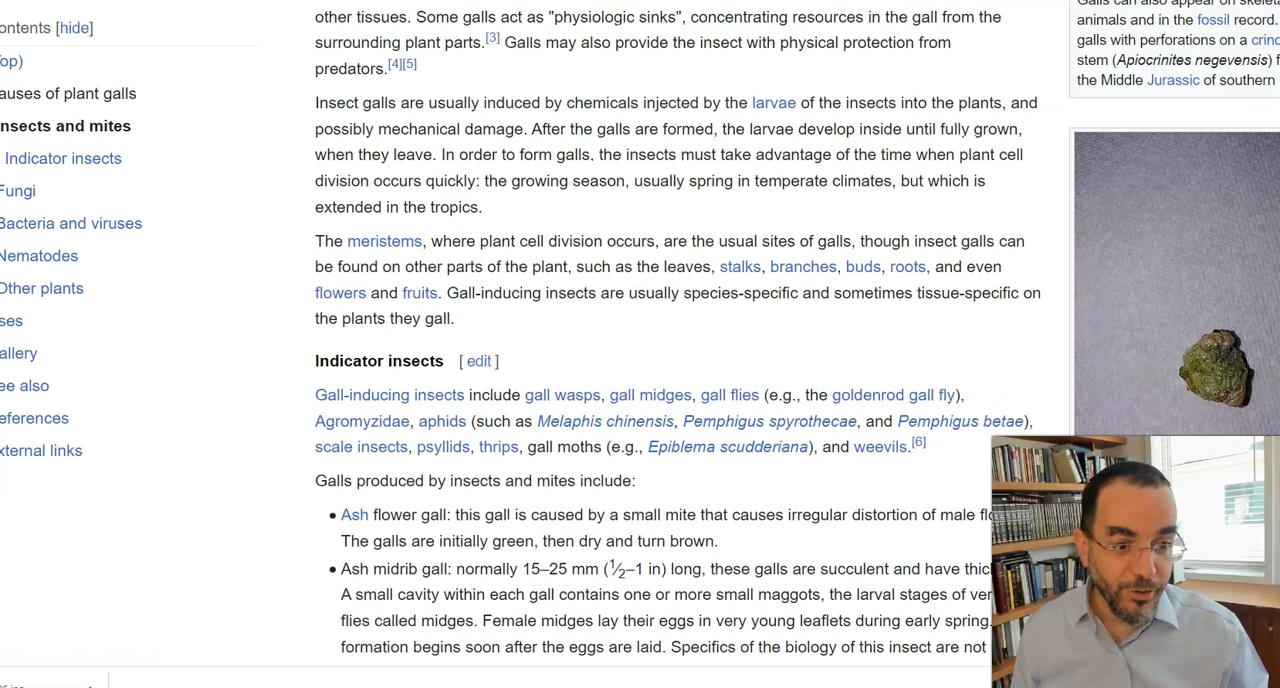 ontents [hide]
op)
auses of plant galls
nsects and mites
Indicator insects
Fungi
Bacteria and viruses
Nematodes
Other plants
ses
allery
ee also
eferences
xternal links
other tissues. Some galls act as "physiologic sinks", concentrating resources in the gall from the
surrounding plant parts.[3] Galls may also provide the insect with physical protection from
predators.[4][5]
Insect galls are usually induced by chemicals injected by the larvae of the insects into the plants, and
possibly mechanical damage. After the galls are formed, the larvae develop inside until fully grown,
when they leave. In order to form galls, the insects must take advantage of the time when plant cell
division occurs quickly: the growing season, usually spring in temperate climates, but which is
extended in the tropics.
The meristems, where plant cell division occurs, are the usual sites of galls, though insect galls can
be found on other parts of the plant, such as the leaves, stalks, branches, buds, roots, and even
flowers and fruits. Gall-inducing insects are usually species-specific and sometimes tissue-specific on
the plants they gall.
Indicator insects [ edit ]
Gall-inducing insects include gall wasps, gall midges, gall flies (e.g., the goldenrod gall fly),
Agromyzidae, aphids (such as Melaphis chinensis, Pemphigus spyrothecae, and Pemphigus betae),
scale insects, psyllids, thrips, gall moths (e.g., Epiblema scudderiana), and weevils.[6]
Galls produced by insects and mites include:
• Ash flower gall: this gall is caused by a small mite that causes irregular distortion of male flo
The galls are initially green, then dry and turn brown.
• Ash midrib gall: normally 15–25 mm (1⁄2–1 in) long, these galls are succulent and have thic
A small cavity within each gall contains one or more small maggots, the larval stages of ver
flies called midges. Female midges lay their eggs in very young leaflets during early spring.
formation begins soon after the eggs are laid. Specifics of the biology of this insect are not
animals and in the fossil record.
galls with perforations on a crino
stem (Apiocrinites negevensis) f
the Middle Jurassic of southern